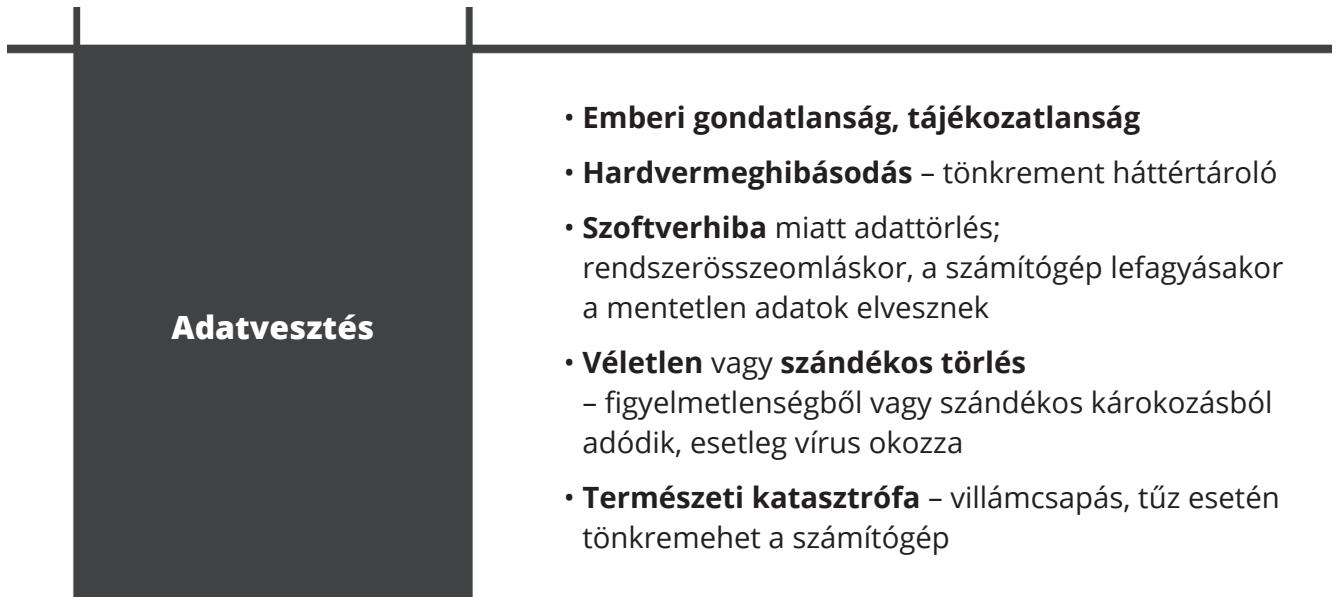 Adatvesztés
• Emberi gondatlanság, tájékozatlanság
• Hardvermeghibásodás – tönkrement háttértároló
• Szoftverhiba miatt adattörlés;
rendszerösszeomláskor, a számítógép lefagyásakor
a mentetlen adatok elvesznek
• Véletlen vagy szándékos törlés
– figyelmetlenségből vagy szándékos károkozásból
adódik, esetleg vírus okozza
• Természeti katasztrófa – villámcsapás, tűz esetén
tönkremehet a számítógép